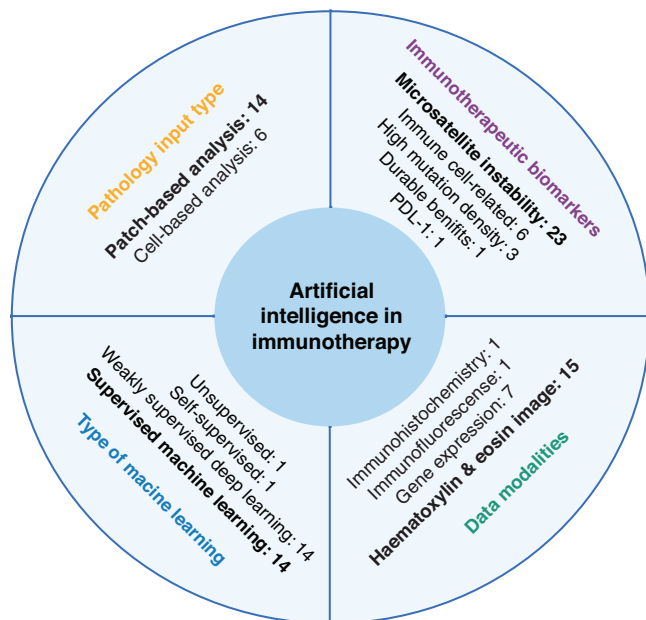 Pathology input type
Patch-based analysis: 14
Cell-based analysis: 6
Immunotherapeutic biomarkers
Microsatellite instability: 23
Immune cell-related: 6
High mutation density: 3
Durable benifits: 1
PDL-1: 1
Artificial
intelligence in
immunotherapy
Unsupervised: 1
Self-supervised: 1
Weakly supervised deep learning: 14
Supervised machine learning: 14
Type of macine learning
Immunohistochemistry: 1
Immunofluorescense: 1
Gene expression: 7
Haematoxylin & eosin image: 15
Data modalities